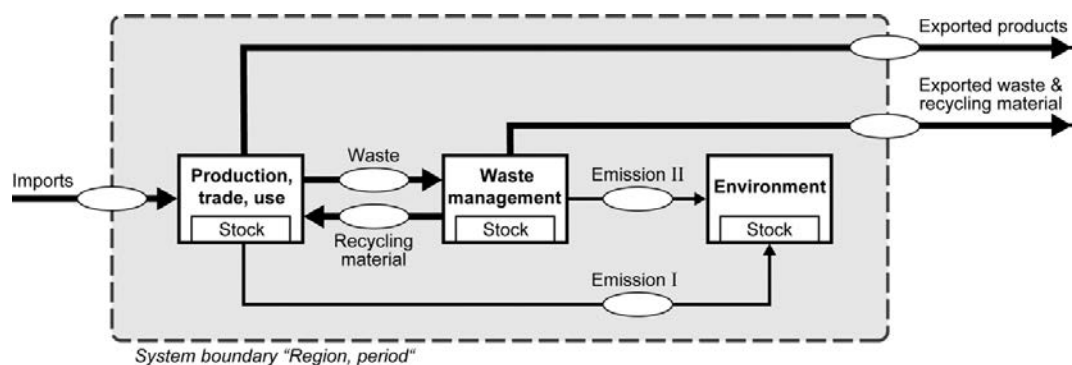 Exported products
Exported waste &
recycling material
Imports
Production,
trade, use
Stock
Waste
Recycling
material
Waste
management
Stock
Emission II
Environment
Stock
Emission I
System boundary "Region, period"